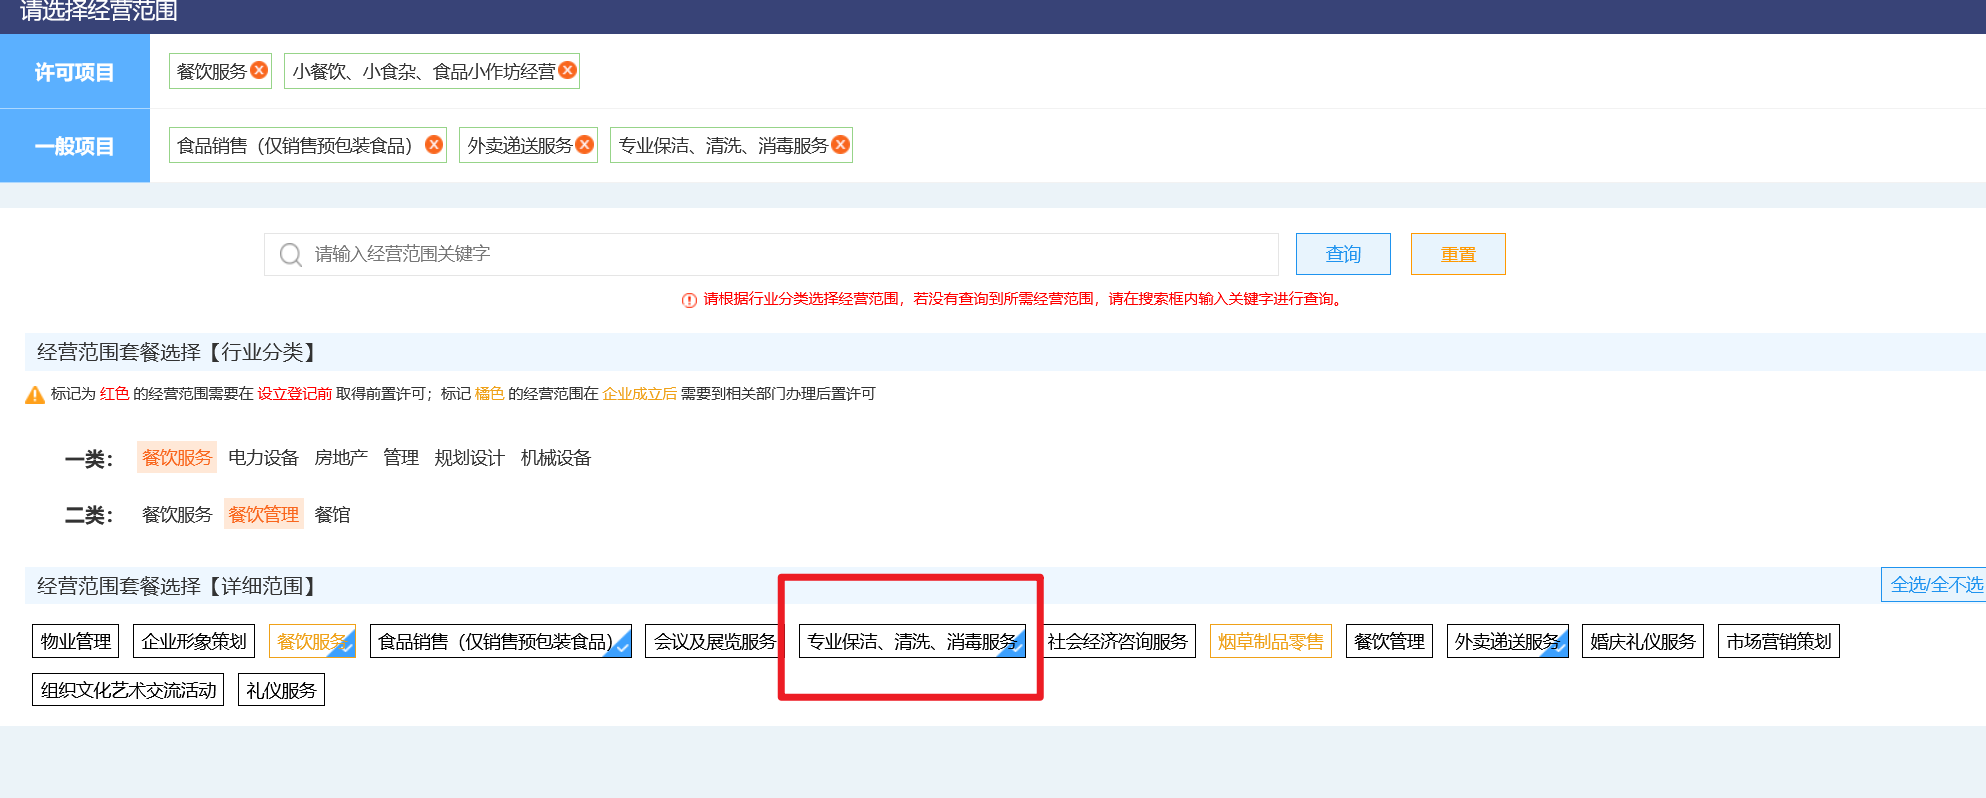 请选择经营范围
许可项目 餐饮服务 小餐饮、小食杂、食品小作坊经营
一般项目 食品销售（仅销售预包装食品） 外卖递送服务 专业保洁、清洗、消毒服务
请输入经营范围关键字 查询 重置
请根据行业分类选择经营范围，若没有查询到所需经营范围，请在搜索框内输入关键字进行查询。
经营范围套餐选择【行业分类】
标记为 红色 的经营范围需要在 设立登记前 取得前置许可；标记 橘色 的经营范围在 企业成立后 需要到相关部门办理后置许可
一类： 餐饮服务 电力设备 房地产 管理 规划设计 机械设备
二类： 餐饮服务 餐饮管理 餐馆
经营范围套餐选择【详细范围】 全选/全不选
物业管理 企业形象策划 餐饮服务 食品销售（仅销售预包装食品） 会议及展览服务 专业保洁、清洗、消毒服务 社会经济咨询服务 烟草制品零售 餐饮管理 外卖递送服务 婚庆礼仪服务 市场营销策划
组织文化艺术交流活动 礼仪服务